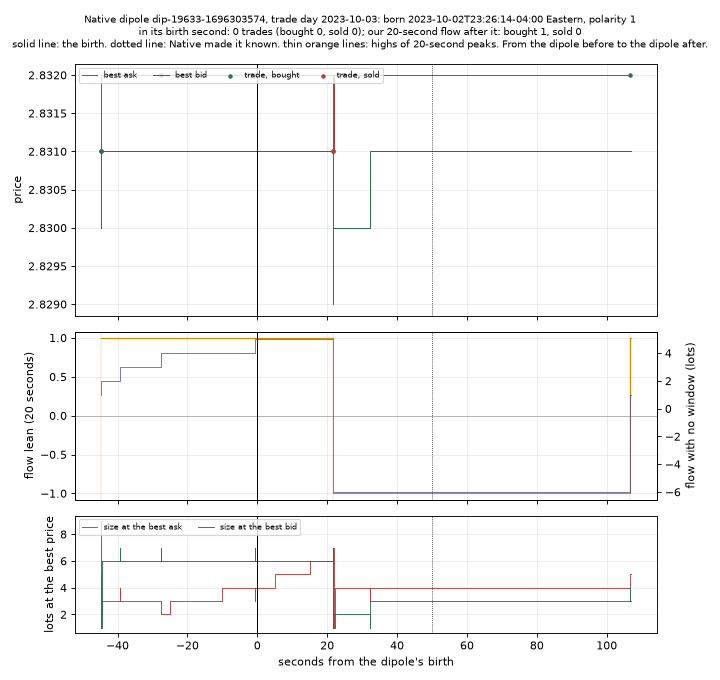 Native dipole dip-19633-1696303574, trade day 2023-10-03: born 2023-10-02T23:26:14-04:00 Eastern, polarity 1
in its birth second: 0 trades (bought 0, sold 0); our 20-second flow after it: bought 1, sold 0
solid line: the birth. dotted line: Native made it known. thin orange lines: highs of 20-second peaks. From the dipole before to the dipole after.
best ask best bid trade, bought trade, sold
2.8320
2.8315
2.8310
2.8305
2.8300
2.8295
2.8290
price
1.0
0.5
0.0
−0.5
−1.0
flow lean (20 seconds)
4
2
0
−2
−4
−6
flow with no window (lots)
size at the best ask size at the best bid
8
6
4
2
lots at the best price
−40 −20 0 20 40 60 80 100
seconds from the dipole's birth